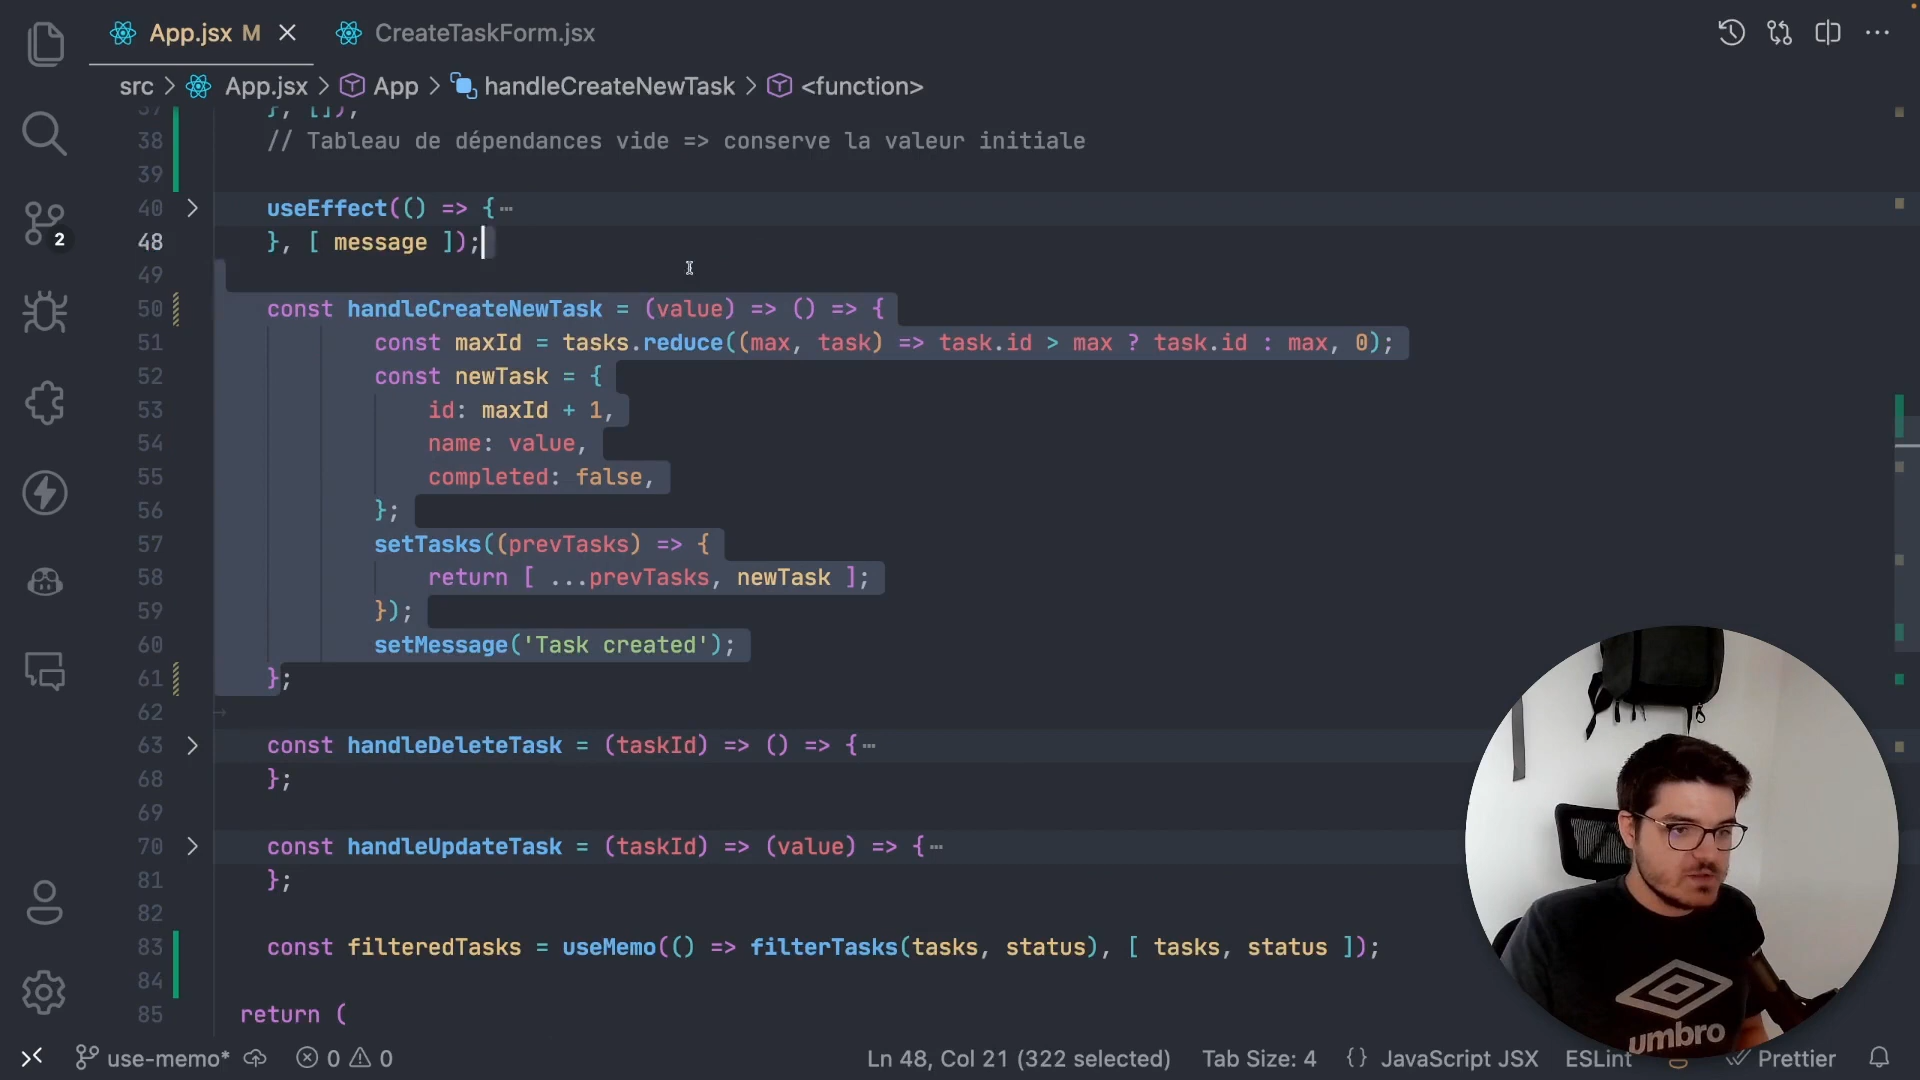 App.jsx M
CreateTaskForm.jsx
src > App.jsx > App > handleCreateNewTask > <function>
37 }, []);
38 // Tableau de dépendances vide => conserve la valeur initiale
39
40 useEffect(() => {
48 }, [ message ]);
49
50 const handleCreateNewTask = (value) => () => {
51 const maxId = tasks.reduce((max, task) => task.id > max ? task.id : max, 0);
52 const newTask = {
53 id: maxId + 1,
54 name: value,
55 completed: false,
56 };
57 setTasks((prevTasks) => {
58 return [ ...prevTasks, newTask ];
59 });
60 setMessage('Task created');
61 };
62
63 const handleDeleteTask = (taskId) => () => {
68 };
69
70 const handleUpdateTask = (taskId) => (value) => {
81 };
82
83 const filteredTasks = useMemo(() => filterTasks(tasks, status), [ tasks, status ]);
84
85 return (
2
umbro
use-memo* 0 0 Ln 48, Col 21 (322 selected) Tab Size: 4 {} JavaScript JSX ESLint Prettier